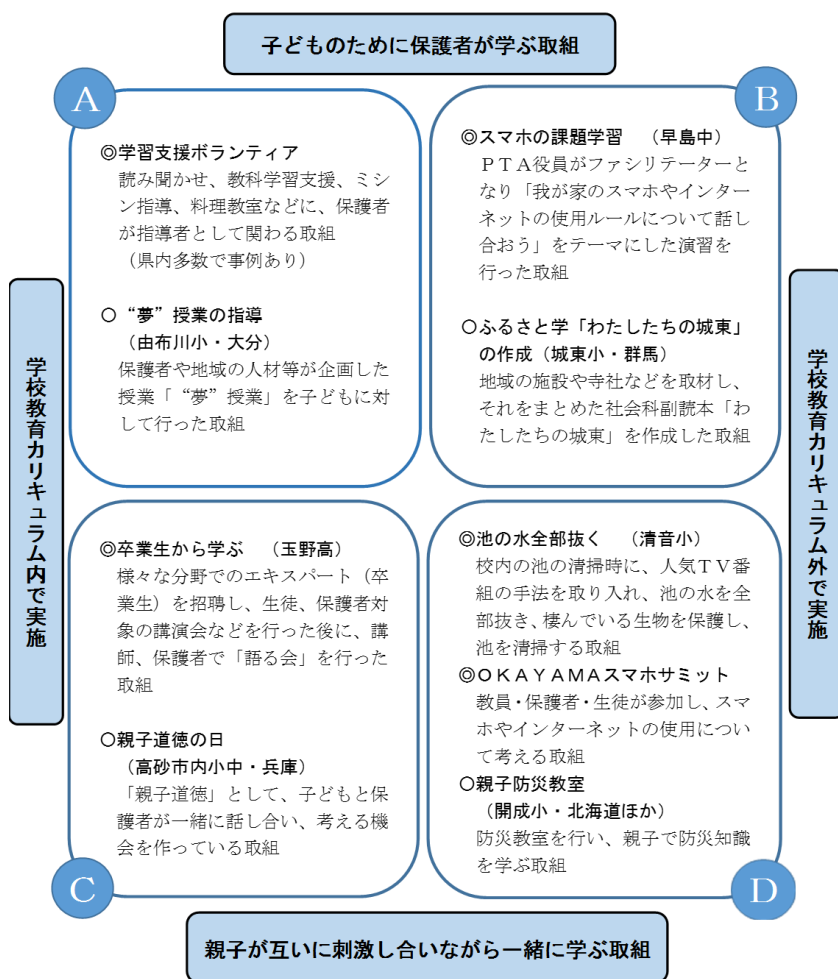 子どものために保護者が学ぶ取組
A
◎学習支援ボランティア
読み聞かせ、教科学習支援、ミシ
ン指導、料理教室などに、保護者
が指導者として関わる取組
（県内多数で事例あり）
○“夢”授業の指導
（由布川小・大分）
保護者や地域の人材等が企画した
授業「“夢”授業」を子どもに対
して行った取組
B
◎スマホの課題学習　（早島中）
ＰＴＡ役員がファシリテーターと
なり「我が家のスマホやインター
ネットの使用ルールについて話し
合おう」をテーマにした演習を
行った取組
○ふるさと学「わたしたちの城東」
の作成（城東小・群馬）
地域の施設や寺社などを取材し、
それをまとめた社会科副読本「わ
たしたちの城東」を作成した取組
学校教育カリキュラム内で実施
学校教育カリキュラム外で実施
◎卒業生から学ぶ　（玉野高）
様々な分野でのエキスパート（卒
業生）を招聘し、生徒、保護者対
象の講演会などを行った後に、講
師、保護者で「語る会」を行った
取組
○親子道徳の日
（高砂市内小中・兵庫）
「親子道徳」として、子どもと保
護者が一緒に話し合い、考える機
会を作っている取組
C
◎池の水全部抜く　（清音小）
校内の池の清掃時に、人気ＴＶ番
組の手法を取り入れ、池の水を全
部抜き、棲んでいる生物を保護し、
池を清掃する取組
◎ＯＫＡＹＡＭＡスマホサミット
教員・保護者・生徒が参加し、スマ
ホやインターネットの使用につい
て考える取組
○親子防災教室
（開成小・北海道ほか）
防災教室を行い、親子で防災知識
を学ぶ取組
D
親子が互いに刺激し合いながら一緒に学ぶ取組